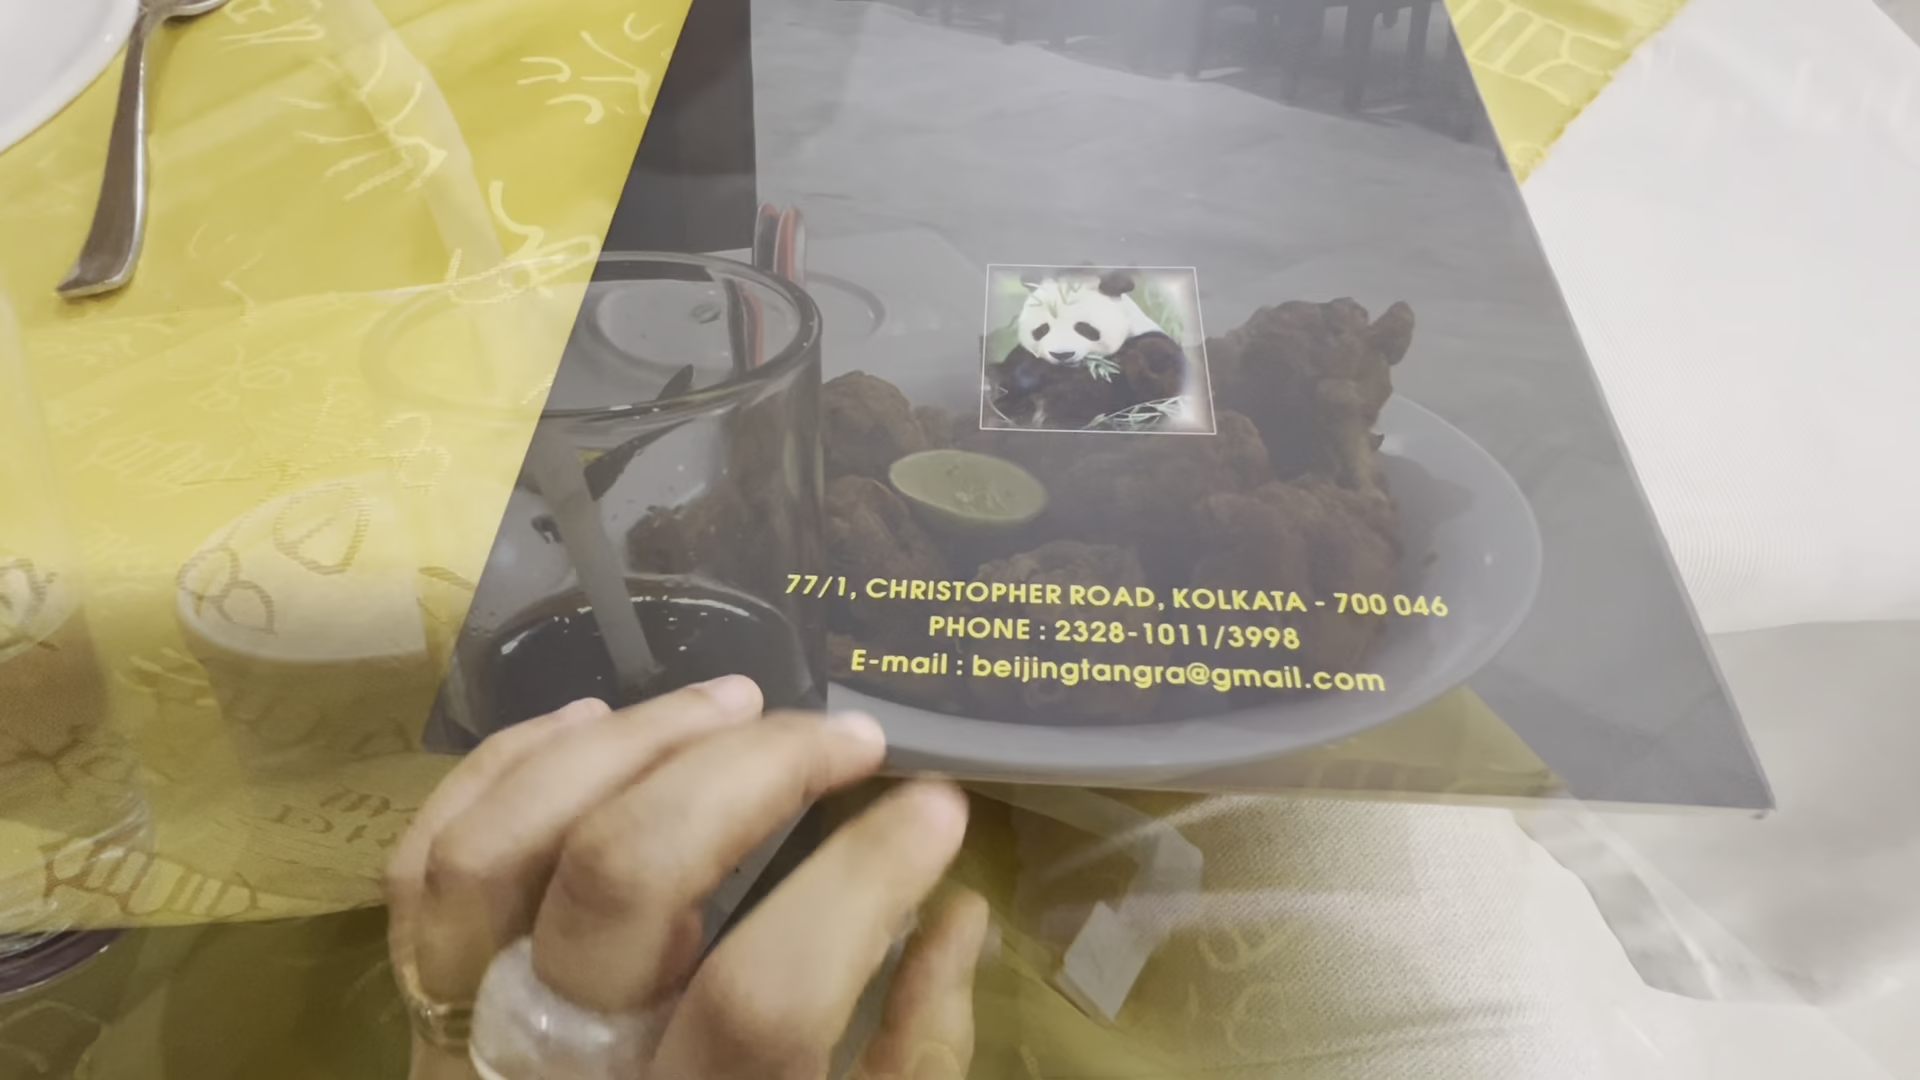 77/1, CHRISTOPHER ROAD, KOLKATA - 700 046
PHONE : 2328-1011/3998
E-mail : beijingtangra@gmail.com